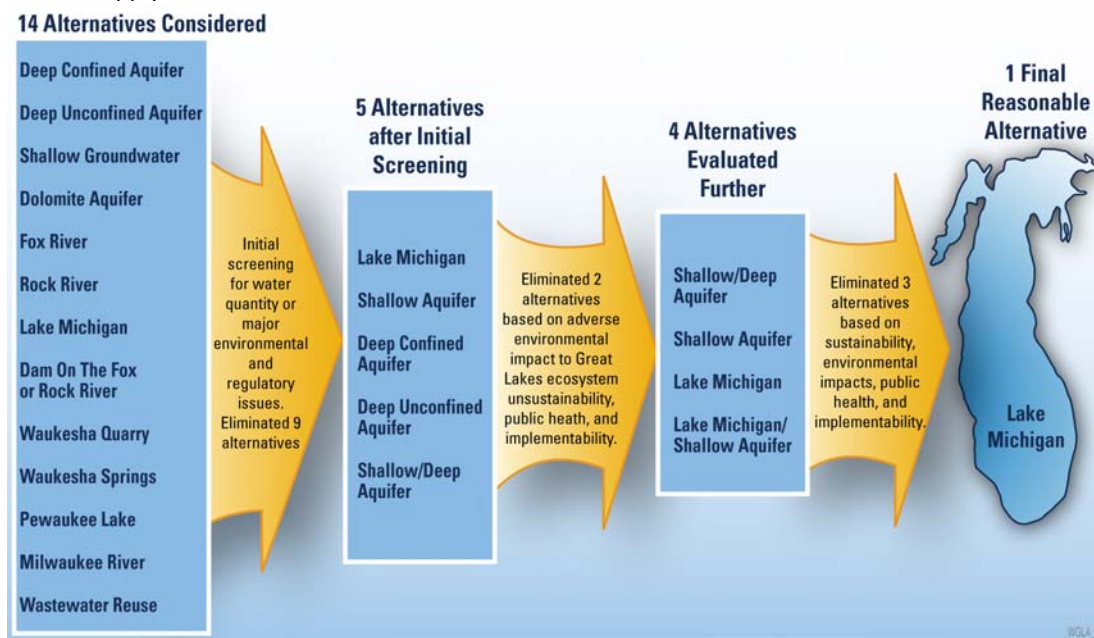 14 Alternatives Considered
Deep Confined Aquifer
Deep Unconfined Aquifer
Shallow Groundwater
Dolomite Aquifer
Fox River
Rock River
Lake Michigan
Dam On The Fox
or Rock River
Waukesha Quarry
Waukesha Springs
Pewaukee Lake
Milwaukee River
Wastewater Reuse
Initial
screening
for water
quantity or
major
environmental
and
regulatory
issues.
Eliminated 9
alternatives
5 Alternatives
after Initial
Screening
Lake Michigan
Shallow Aquifer
Deep Confined
Aquifer
Deep Unconfined
Aquifer
Shallow/Deep
Aquifer
Eliminated 2
alternatives
based on adverse
environmental
impact to Great
Lakes ecosystem
unsustainability,
public heath, and
implementability.
4 Alternatives
Evaluated
Further
Shallow/Deep
Aquifer
Shallow Aquifer
Lake Michigan
Lake Michigan/
Shallow Aquifer
Eliminated 3
alternatives
based on
sustainability,
environmental
impacts, public
health, and
implementability.
1 Final
Reasonable
Alternative
Lake
Michigan